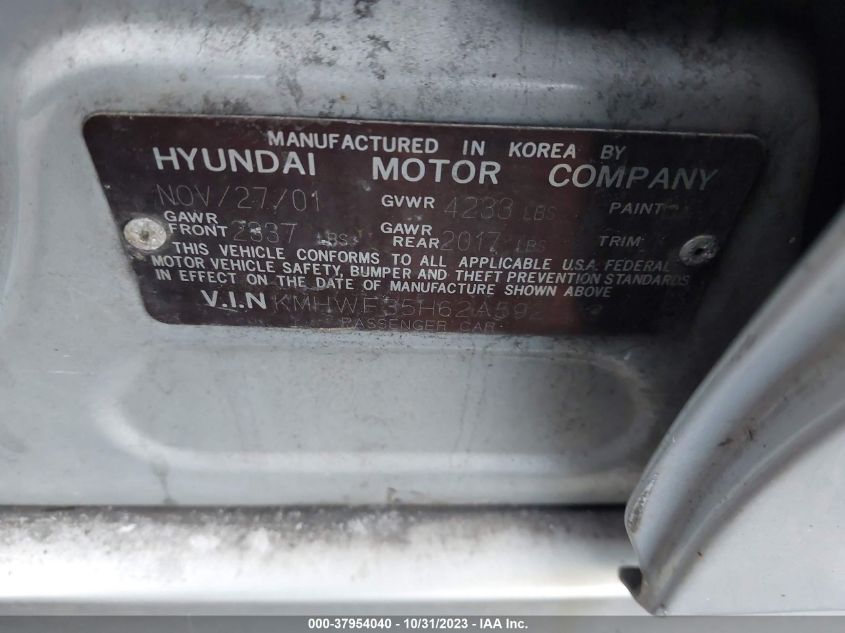 MANUFACTURED IN KOREA BY
HYUNDAI MOTOR COMPANY
NOV/27/01 GVWR 4233 LBS PAINT
GAWR FRONT 2337 LBS GAWR REAR 2017 LBS TRIM
THIS VEHICLE CONFORMS TO ALL APPLICABLE U.S.A. FEDERAL
MOTOR VEHICLE SAFETY, BUMPER AND THEFT PREVENTION STANDARDS
IN EFFECT ON THE DATE OF MANUFACTURE SHOWN ABOVE
V.I.N KMHWF35H62A592
PASSENGER CAR
000-37954040 - 10/31/2023 - IAA Inc.